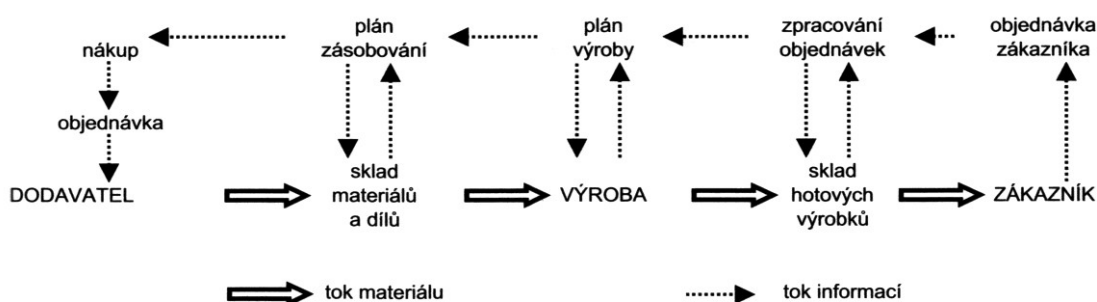 nákup
plán
zásobování
plán
výroby
zpracování
objednávek
objednávka
zákazníka
objednávka
DODAVATEL
sklad
materiálů
a dílů
VÝROBA
sklad
hotových
výrobků
ZÁKAZNÍK
tok materiálu
tok informací